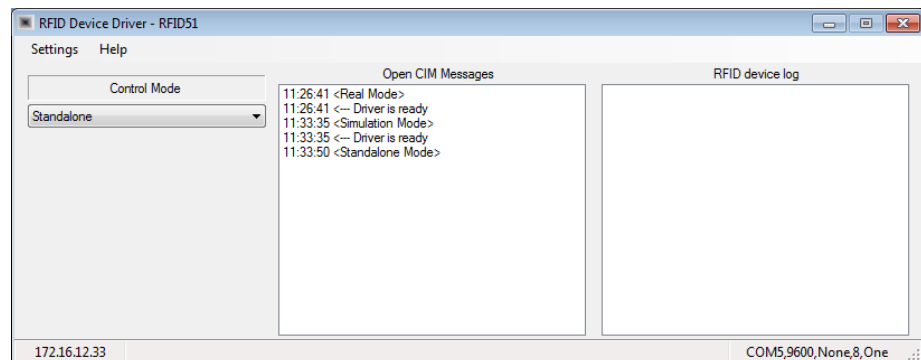 RFID Device Driver - RFID51
Settings Help
Control Mode
Standalone
Open CIM Messages
11:26:41 <Real Mode>
11:26:41 <--- Driver is ready
11:33:35 <Simulation Mode>
11:33:35 <--- Driver is ready
11:33:50 <Standalone Mode>
RFID device log
172.16.12.33
COM5,9600,None,8,One